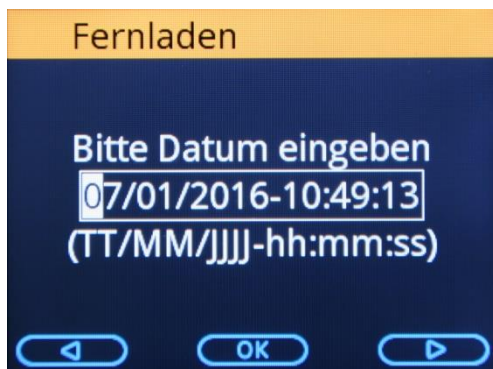 Fernladen
Bitte Datum eingeben
07/01/2016-10:49:13
(TT/MM/JJJJ-hh:mm:ss)
OK